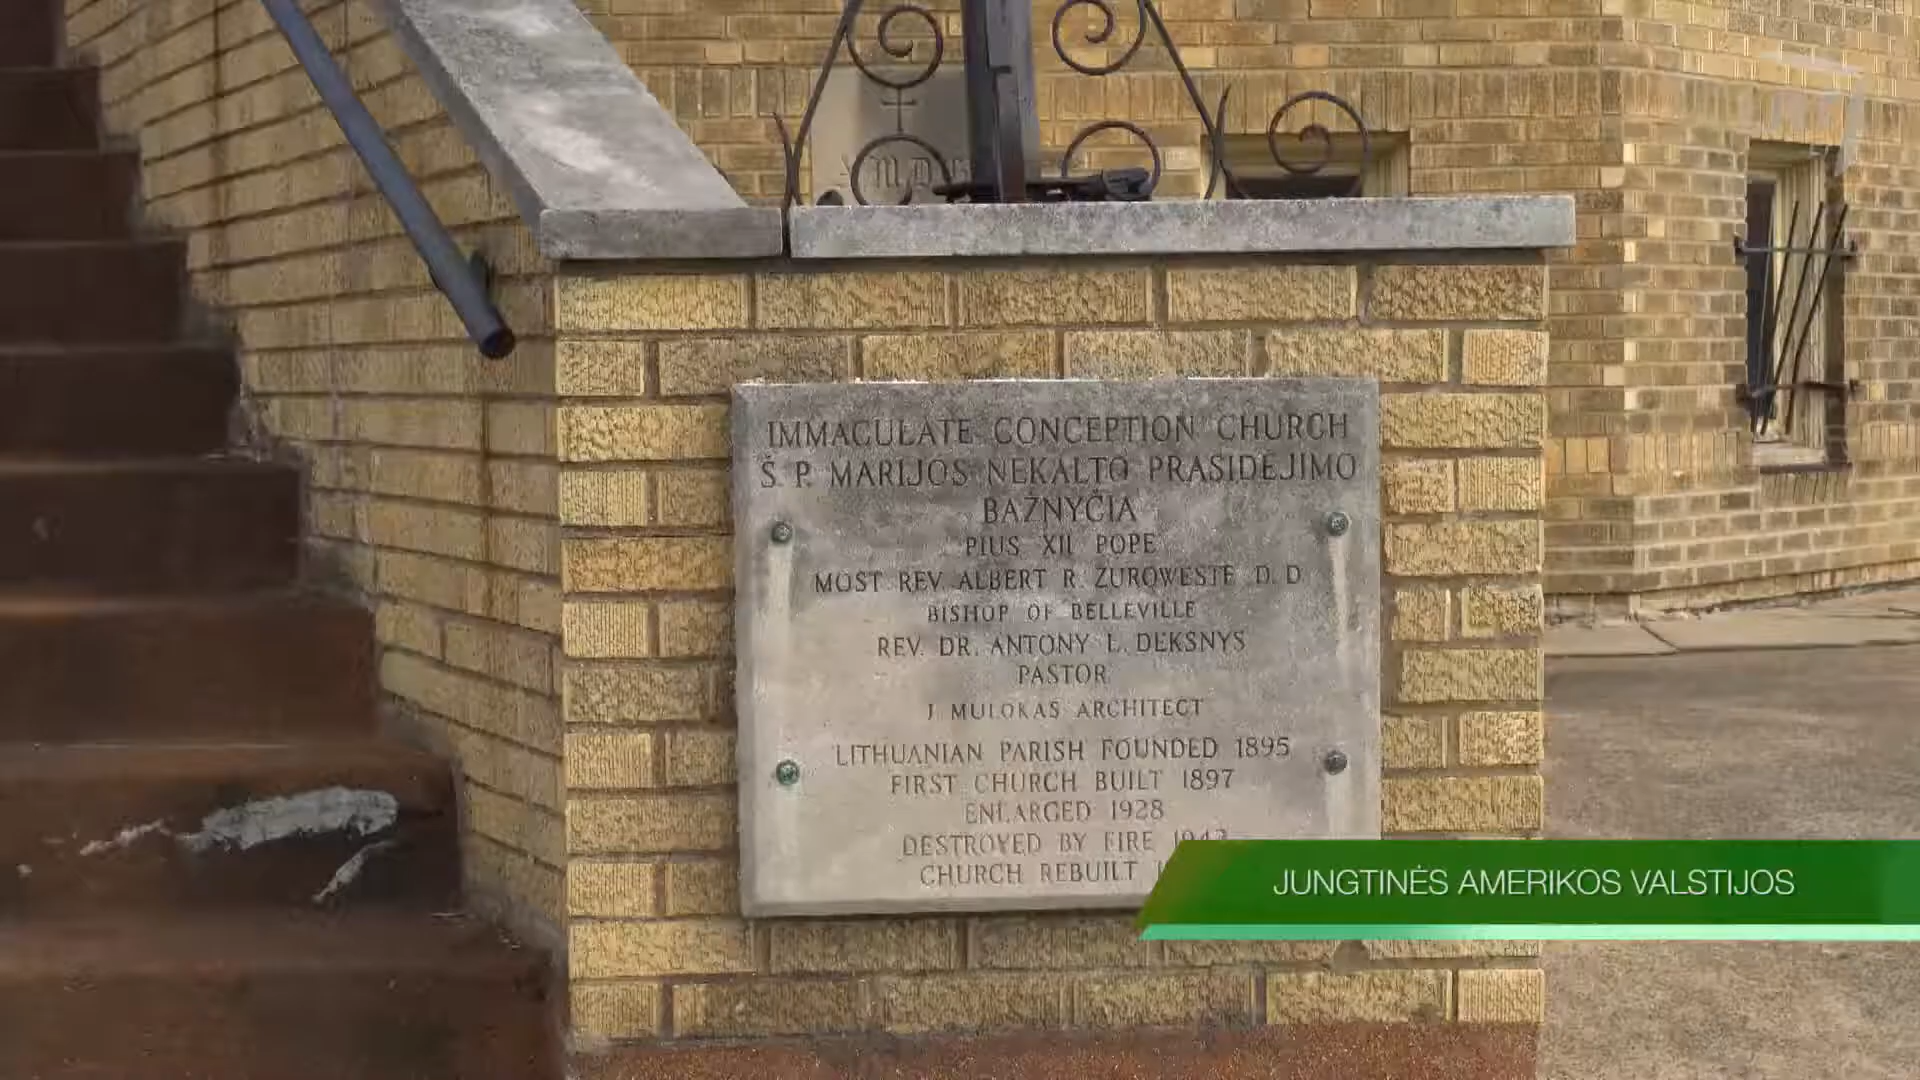 IMMACULATE CONCEPTION CHURCH
Š. P. MARIJOS NEKALTO PRASIDĖJIMO
BAŽNYČIA
PIUS XII POPE
MOST REV. ALBERT R. ZUROWESTE D. D
BISHOP OF BELLEVILLE
REV. DR. ANTONY L. DEKSNYS
PASTOR
J MULOKAS ARCHITECT
LITHUANIAN PARISH FOUNDED 1895
FIRST CHURCH BUILT 1897
ENLARGED 1928
DESTROYED BY FIRE
CHURCH REBUILT
JUNGTINĖS AMERIKOS VALSTIJOS